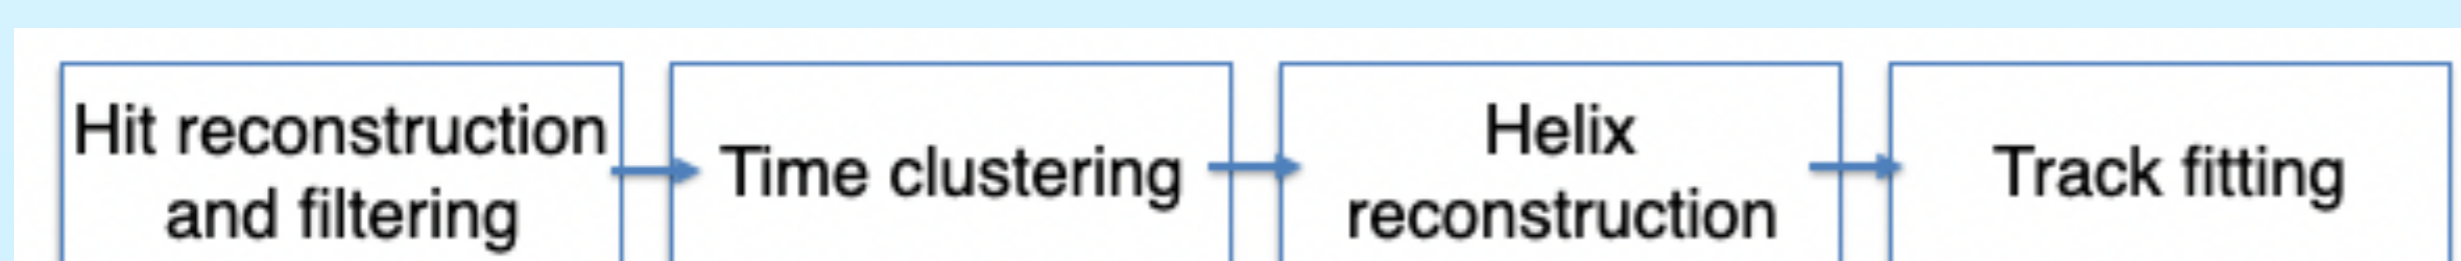 Hit reconstruction
and filtering
Time clustering
Helix
reconstruction
Track fitting